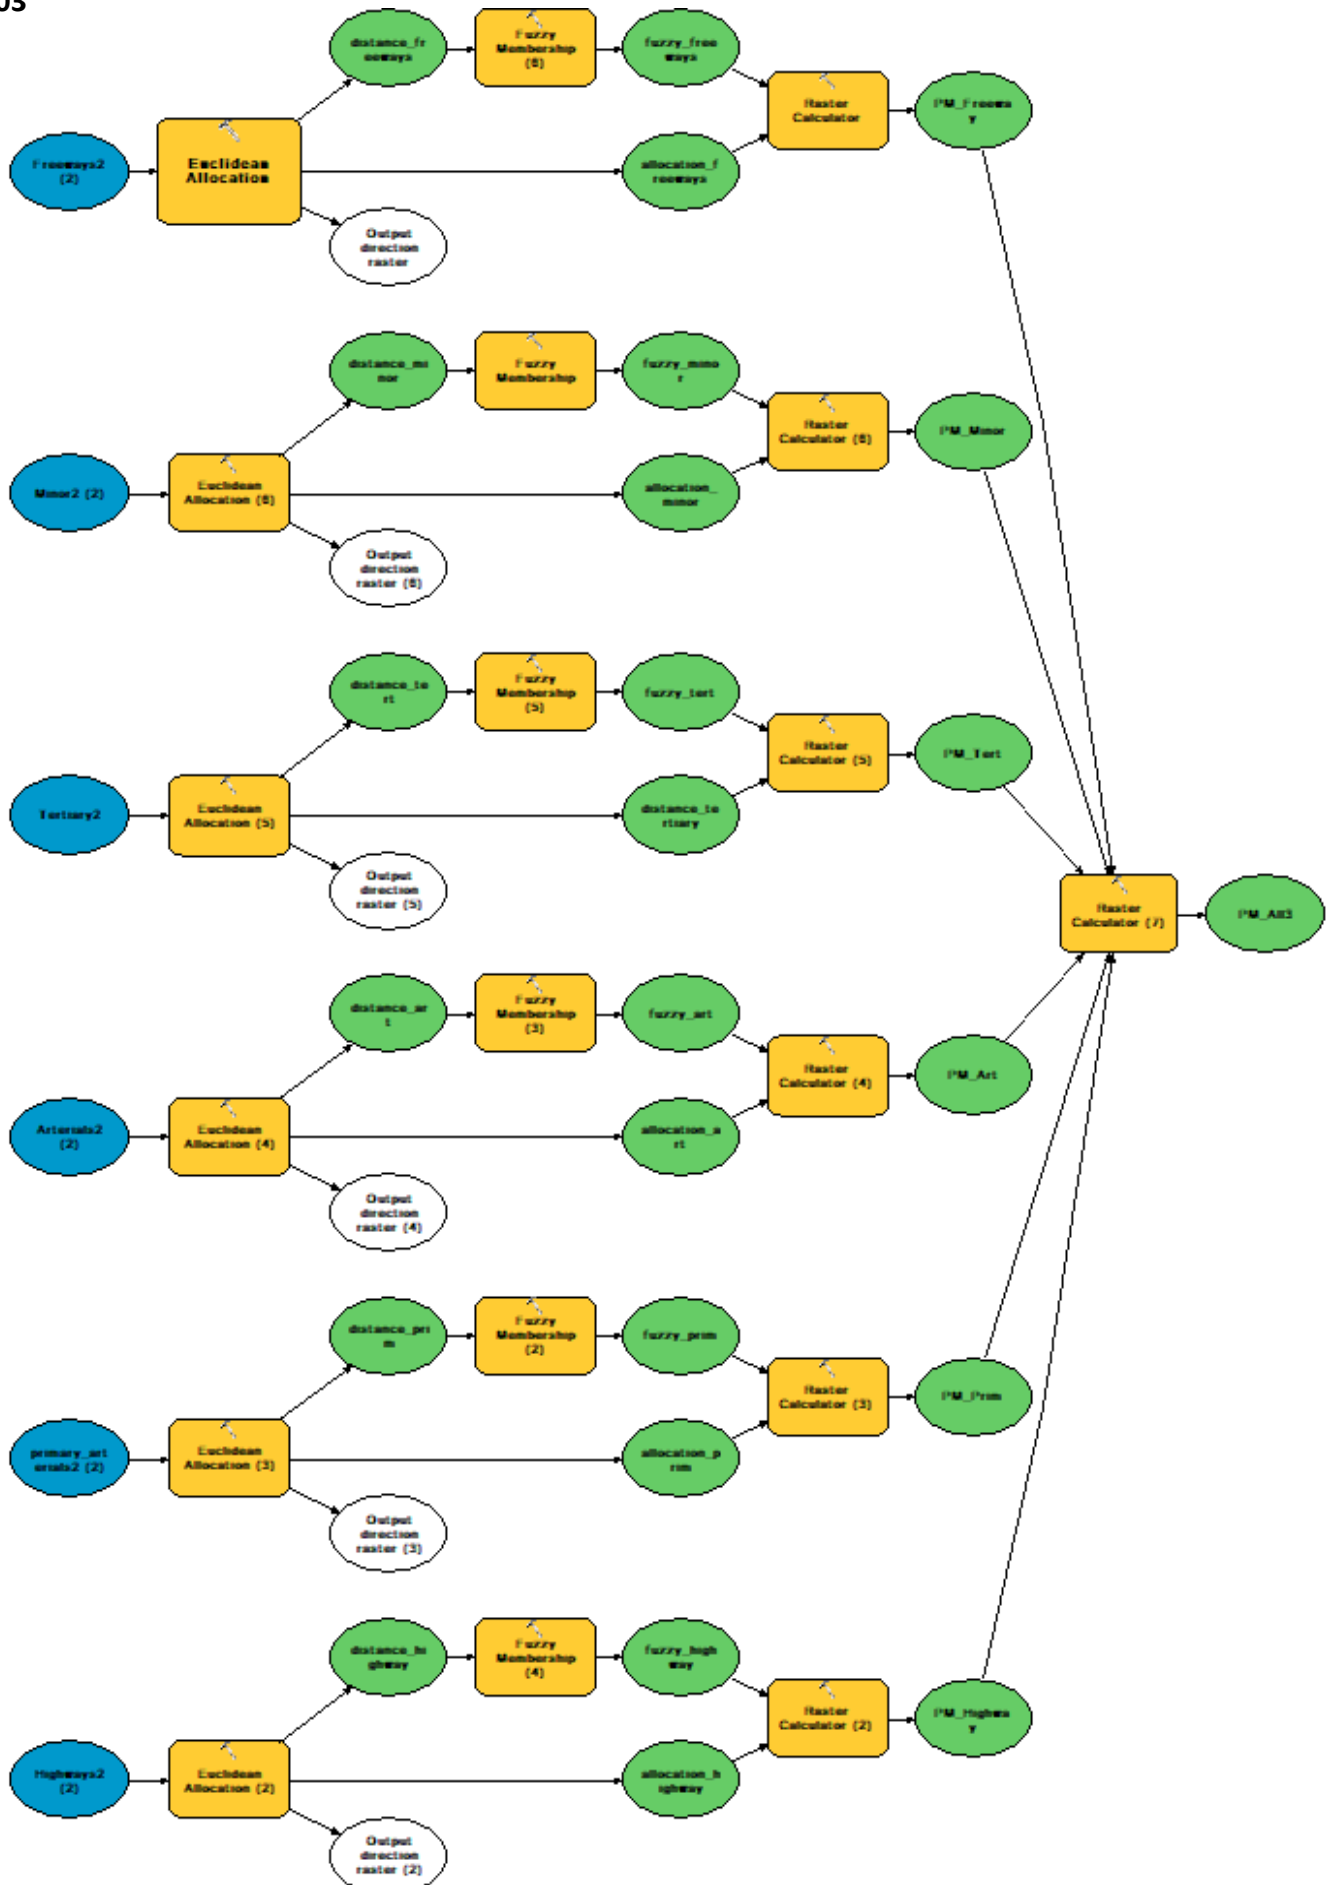 03
distance_fr
eeways
Fuzzy
Membership
(6)
fuzzy_free
ways
Raster
Calculator
PM_Freewa
y
Freeways2
(2)
Euclidean
Allocation
allocation_f
reeways
Output
direction
raster
distance_mi
nor
Fuzzy
Membership
fuzzy_mino
r
Raster
Calculator (6)
PM_Minor
Minor2 (2)
Euclidean
Allocation (6)
allocation_
minor
Output
direction
raster (6)
distance_te
rt
Fuzzy
Membership
(5)
fuzzy_tert
Raster
Calculator (5)
PM_Tert
Tertiary2
Euclidean
Allocation (5)
distance_te
rtiary
Output
direction
raster (5)
Raster
Calculator (7)
PM_All3
distance_ar
t
Fuzzy
Membership
(3)
fuzzy_art
Raster
Calculator (4)
PM_Art
Arterials2
(2)
Euclidean
Allocation (4)
allocation_a
rt
Output
direction
raster (4)
distance_pri
m
Fuzzy
Membership
(2)
fuzzy_prim
Raster
Calculator (3)
PM_Prim
primary_art
erials2 (2)
Euclidean
Allocation (3)
allocation_p
rim
Output
direction
raster (3)
distance_hi
ghway
Fuzzy
Membership
(4)
fuzzy_high
way
Raster
Calculator (2)
PM_Highwa
y
Highways2
(2)
Euclidean
Allocation (2)
allocation_h
ighway
Output
direction
raster (2)